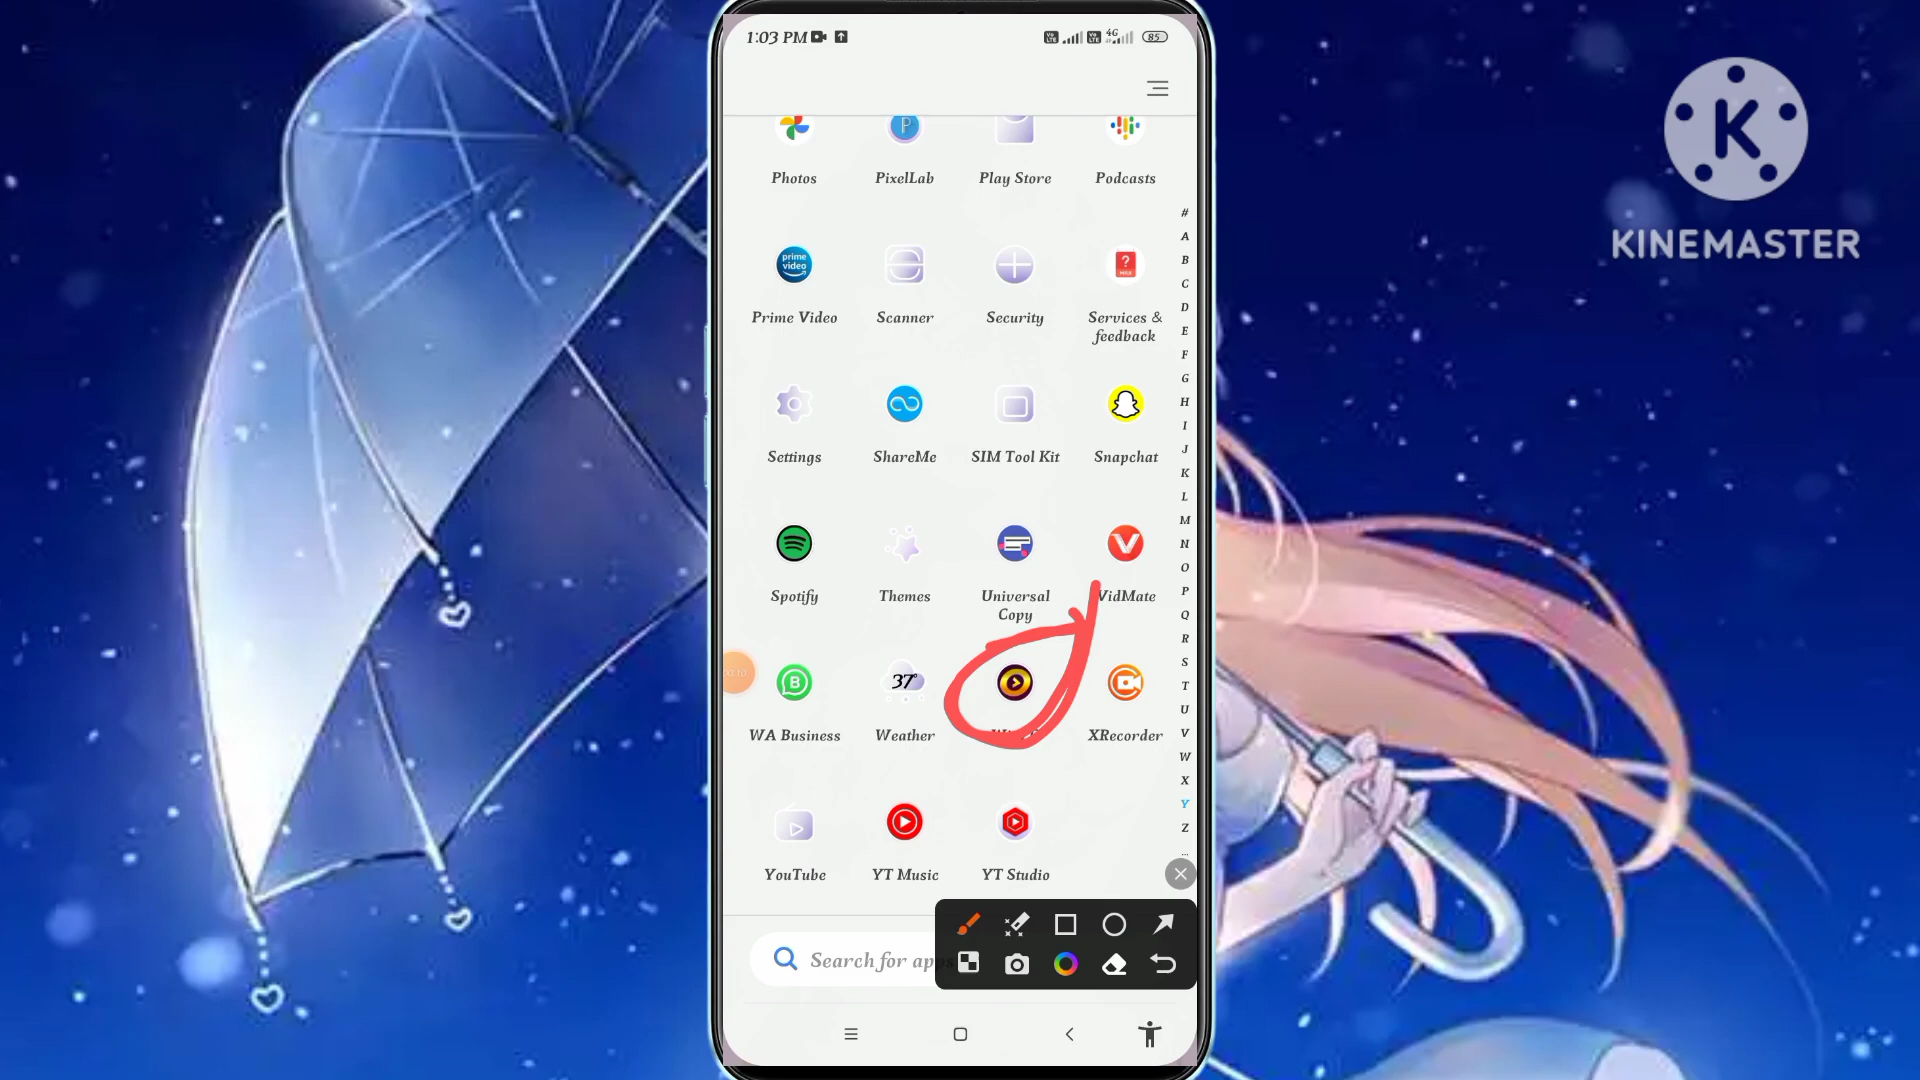 1:03 PM
4G
85
KINEMASTER
Photos PixelLab Play Store Podcasts
prime video
Prime Video Scanner Security Services & feedback
Settings ShareMe SIM Tool Kit Snapchat
Spotify Themes Universal Copy VidMate
37°
WA Business Weather XRecorder
YouTube YT Music YT Studio
#
A
B
C
D
E
F
G
H
I
J
K
L
M
N
O
P
Q
R
S
T
U
V
W
X
Y
Z
Search for apps